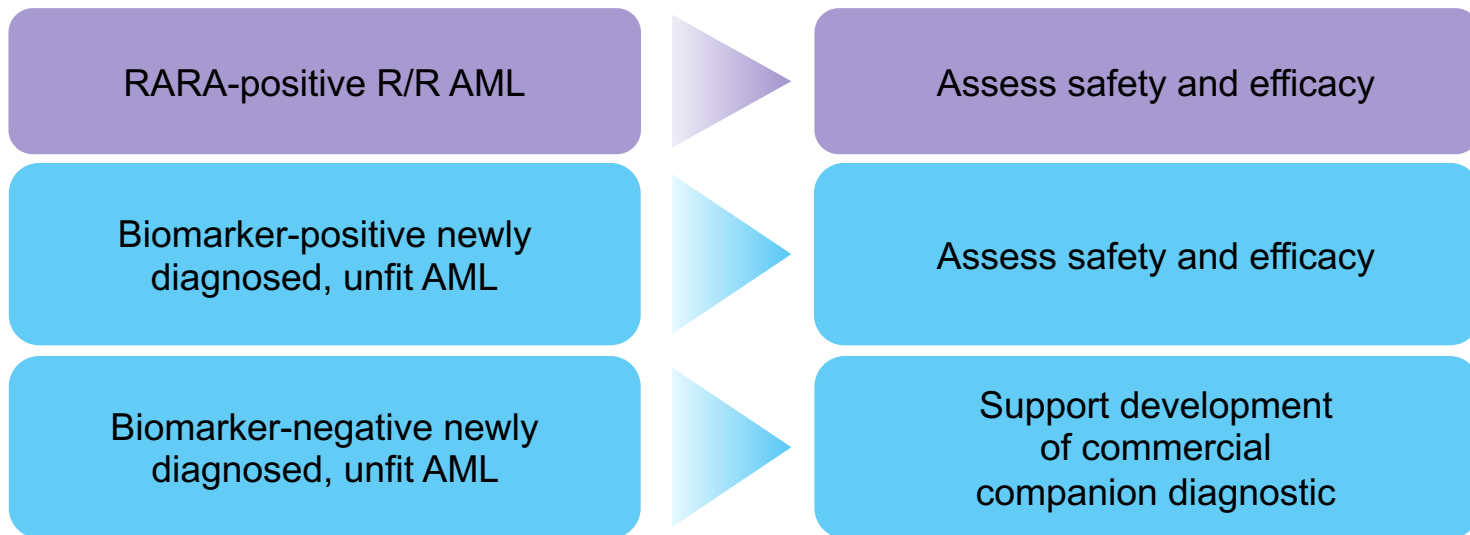 RARA-positive R/R AML
Assess safety and efficacy
Biomarker-positive newly
diagnosed, unfit AML
Assess safety and efficacy
Biomarker-negative newly
diagnosed, unfit AML
Support development
of commercial
companion diagnostic